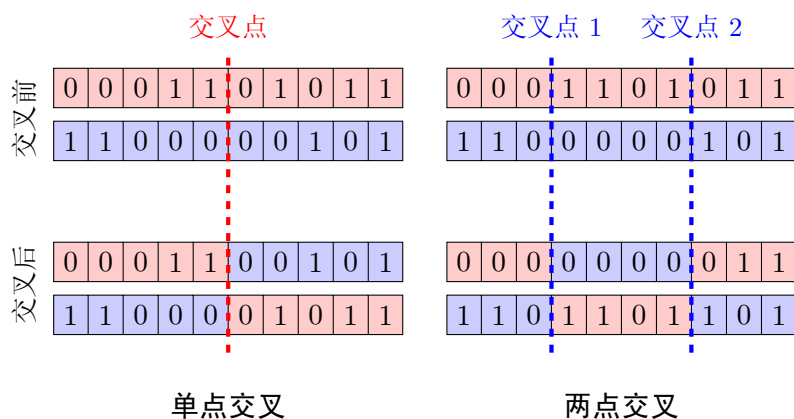 交叉点 交叉点 1 交叉点 2
交叉前
0 0 0 1 1 0 1 0 1 1 0 0 0 1 1 0 1 0 1 1
1 1 0 0 0 0 0 1 0 1 1 1 0 0 0 0 0 1 0 1
交叉后
0 0 0 1 1 0 0 1 0 1 0 0 0 0 0 0 0 0 1 1
1 1 0 0 0 0 1 0 1 1 1 1 0 1 1 0 1 1 0 1
单点交叉 两点交叉